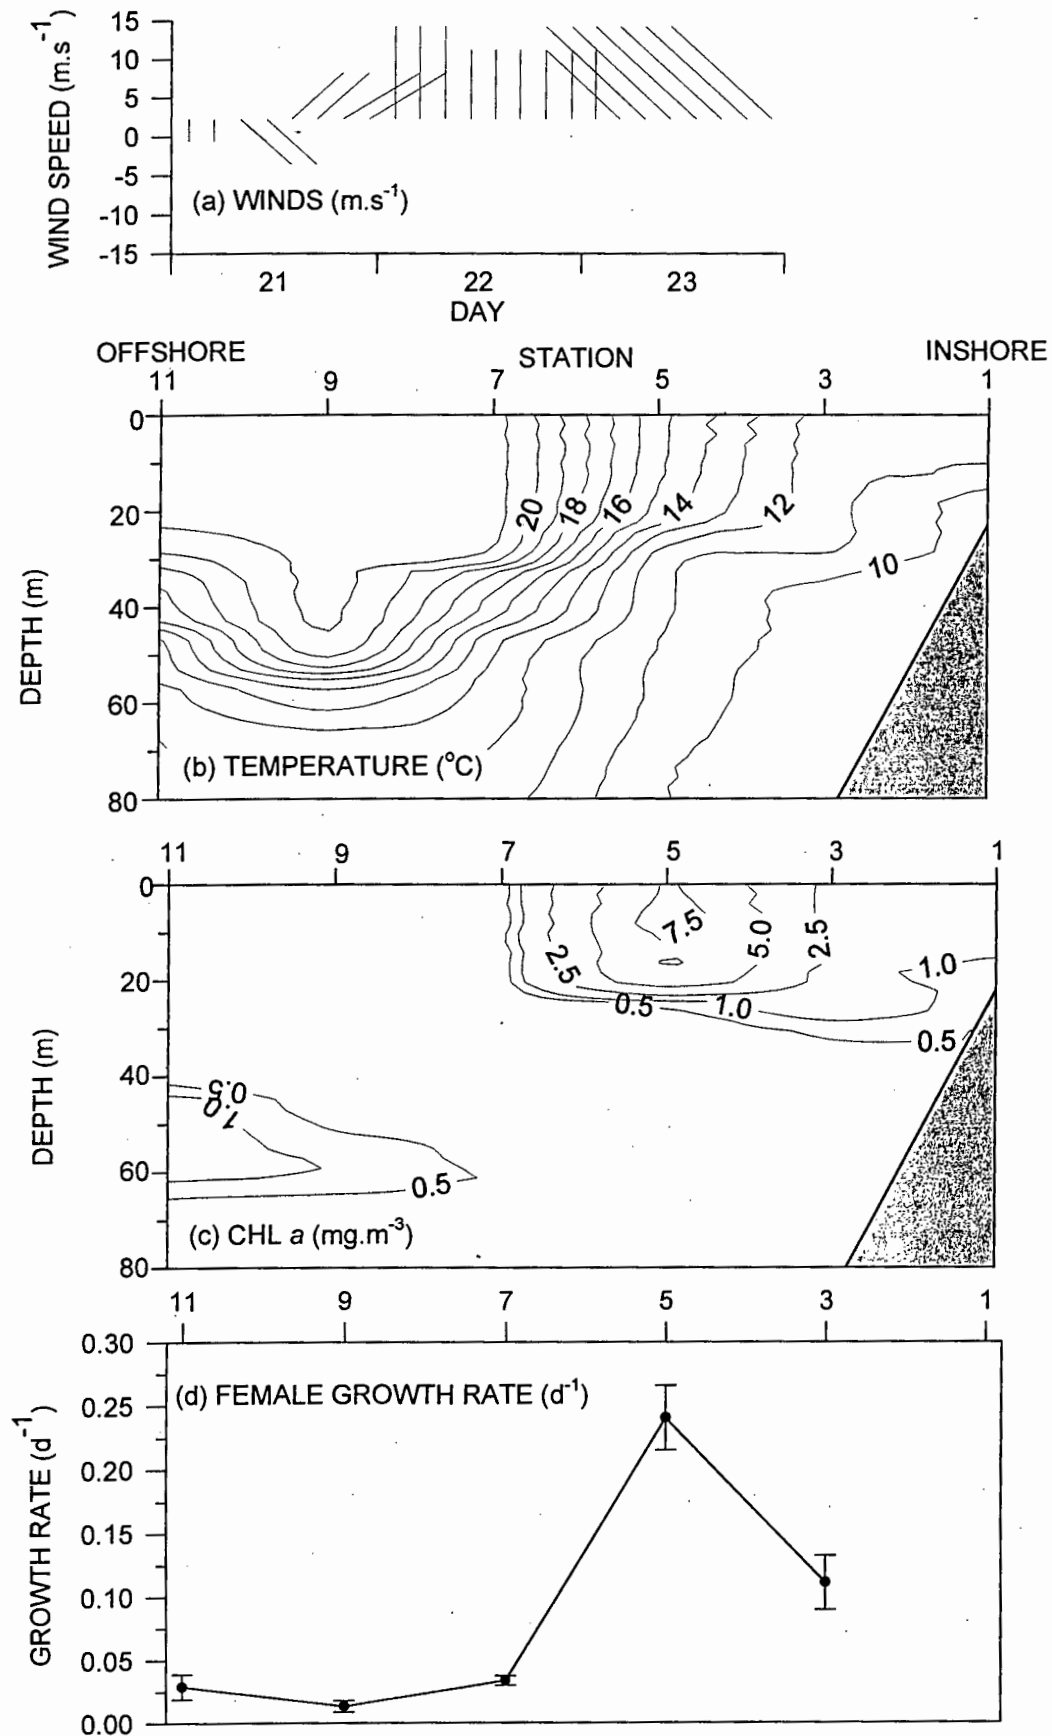 WIND SPEED (m.s-1)
15
10
5
0
-5
-10
-15
(a) WINDS (m.s-1)
21 22 23
DAY
OFFSHORE STATION INSHORE
11 9 7 5 3 1
DEPTH (m)
0
20
40
60
80
20 18 16 14 12
10
(b) TEMPERATURE (oC)
11 9 7 5 3 1
DEPTH (m)
0
20
40
60
80
7.5 5.0 2.5
2.5 1.0
0.5 1.0
0.5
0.5
1.0
0.5
(c) CHL a (mg.m-3)
11 9 7 5 3 1
GROWTH RATE (d-1)
0.30
0.25
0.20
0.15
0.10
0.05
0.00
(d) FEMALE GROWTH RATE (d-1)